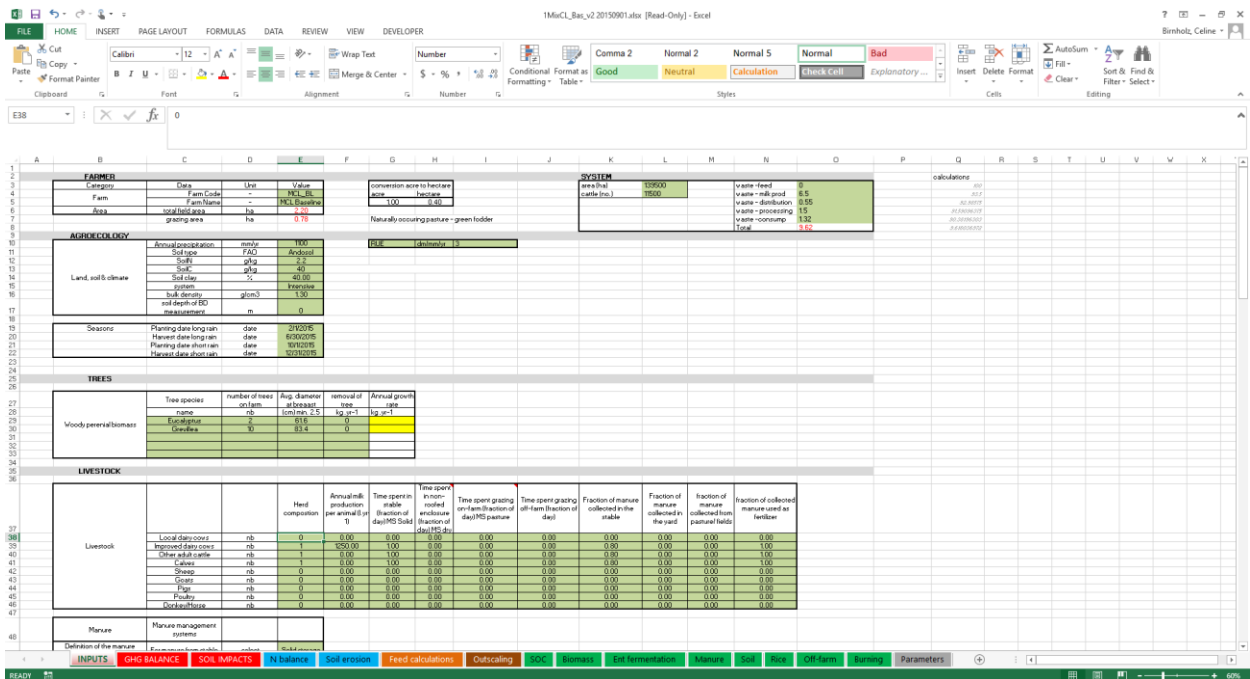 1MixCL_Bas_v2 20150901.xlsx [Read-Only] - Excel
FILE HOME INSERT PAGE LAYOUT FORMULAS DATA REVIEW VIEW DEVELOPER Birnholz, Celine
Cut Calibri 12 Wrap Text Number Comma 2 Normal 2 Normal 5 Normal Bad AutoSum
Copy Fill
Paste Format Painter B I U Merge & Center $ % Conditional Formatting Format as Table Good Neutral Calculation Check Cell Explanatory ... Insert Delete Format Clear Sort & Filter Find & Select
Clipboard Font Alignment Number Styles Cells Editing
E38 fx 0
A B C D E F G H I J K L M N O P Q R S T U V W X
FARMER SYSTEM calculations
Category Data Unit Value conversion acre to hectare area (ha) 139500 waste -feed 0
Farm Farm Code - MCL_BL acre hectare cattle (no.) 11500 waste - milk prod 6.5
Farm Name - MCL Baseline 1.00 0.40 waste - distribution 0.55
Area total field area ha 2.20 waste - processing 1.5
grazing area ha 0.78 Naturally occuring pasture - green fodder waste -consump 1.32
Total 9.62
AGROECOLOGY
Annual precipitation mm/yr 1100 RUE dm/mm/yr 3
Soil type FAO Andosol
SoilN g/kg 2.2
SoilC g/kg 40
Land, soil & climate Soil clay % 40.00
system Intensive
bulk density g/cm3 1.30
soil depth of BD measurement m 0
Seasons Planting date long rain date 2/1/2015
Harvest date long rain date 6/30/2015
Planting date short rain date 10/1/2015
Harvest date short rain date 12/31/2015
TREES
Tree species number of trees on farm Avg. diameter at breaast removal of tree Annual growth rate
name nb (cm) min. 2.5 kg. yr-1 kg. yr-1
Woody perenial biomass Eucalyptus 2 61.6 0
Grevillea 10 83.4 0
LIVESTOCK
Herd compostion Annual milk production per animal (l yr 1) Time spent in stable (fraction of day) MS Solid Time spent in non-roofed enclosure (fraction of day) MS dry Time spent grazing on-farm (fraction of day) MS pasture Time spent grazing off-farm (fraction of day) Fraction of manure collected in the stable Fraction of manure collected in the yard fraction of manure collected from pasture/ fields fraction of collected manure used as fertilizer
Livestock Local dairy cows nb 0 0.00 0.00 0.00 0.00 0.00 0.00 0.00 0.00 0.00
Improved dairy cows nb 1 1250.00 1.00 0.00 0.00 0.00 0.80 0.00 0.00 1.00
Other adult cattle nb 1 0.00 1.00 0.00 0.00 0.00 0.80 0.00 0.00 1.00
Calves nb 1 0.00 1.00 0.00 0.00 0.00 0.80 0.00 0.00 1.00
Sheep nb 0 0.00 0.00 0.00 0.00 0.00 0.00 0.00 0.00 0.00
Goats nb 0 0.00 0.00 0.00 0.00 0.00 0.00 0.00 0.00 0.00
Pigs nb 0 0.00 0.00 0.00 0.00 0.00 0.00 0.00 0.00 0.00
Poultry nb 0 0.00 0.00 0.00 0.00 0.00 0.00 0.00 0.00 0.00
Donkey/Horse nb 0 0.00 0.00 0.00 0.00 0.00 0.00 0.00 0.00 0.00
Manure Manure management systems
Definition of the manure
INPUTS GHG BALANCE SOIL IMPACTS N balance Soil erosion Feed calculations Outscaling SOC Biomass Ent fermentation Manure Soil Rice Off-farm Burning Parameters
READY 60%